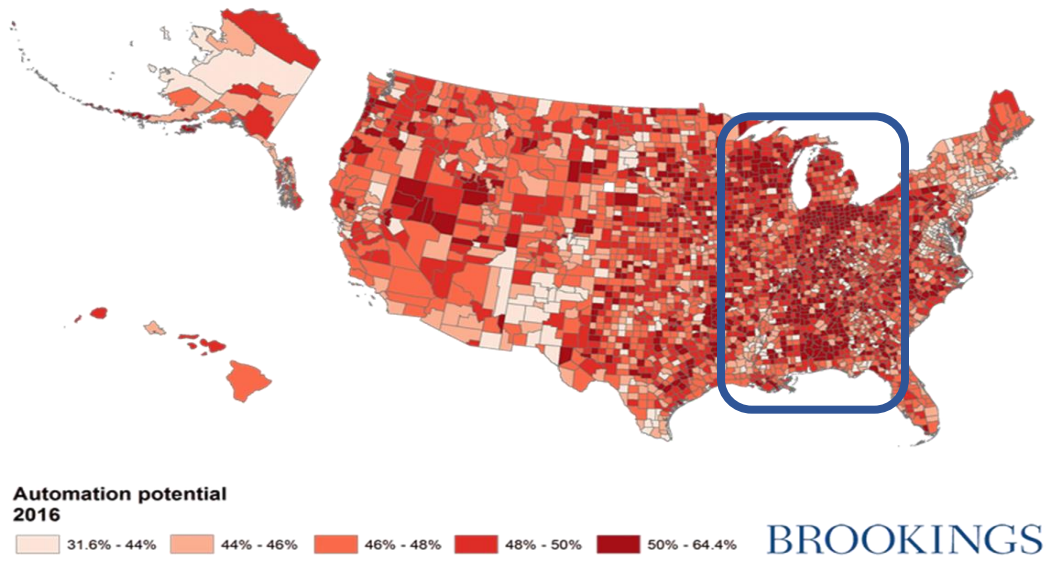 Automation potential
2016
31.6% - 44% 44% - 46% 46% - 48% 48% - 50% 50% - 64.4%
BROOKINGS